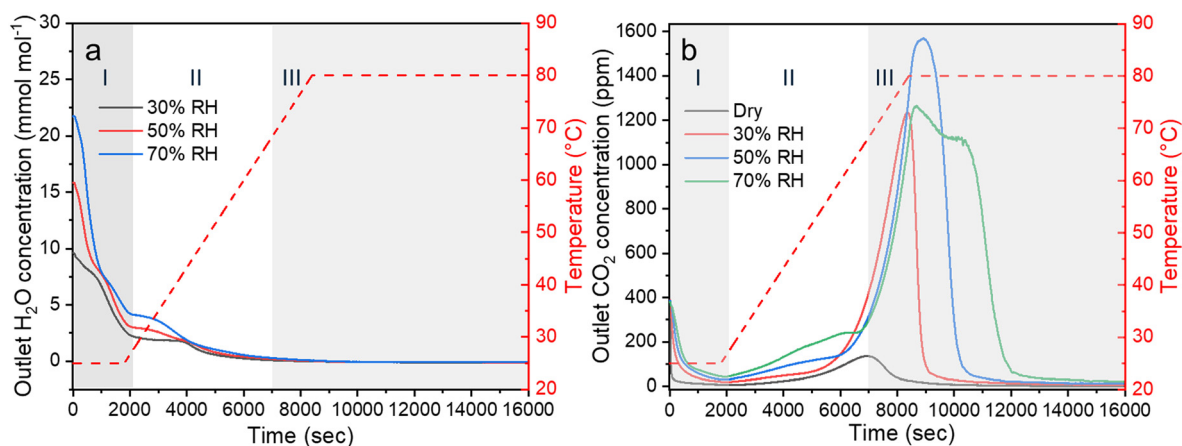 a
I
II
III
30% RH
50% RH
70% RH
Outlet H2O concentration (mmol mol⁻¹)
30
25
20
15
10
5
0
0
2000
4000
6000
8000
10000
12000
14000
16000
Time (sec)
90
80
70
60
50
40
30
20
Temperature (°C)
b
I
II
III
Dry
30% RH
50% RH
70% RH
Outlet CO2 concentration (ppm)
1600
1400
1200
1000
800
600
400
200
0
0
2000
4000
6000
8000
10000
12000
14000
16000
Time (sec)
90
80
70
60
50
40
30
20
Temperature (°C)